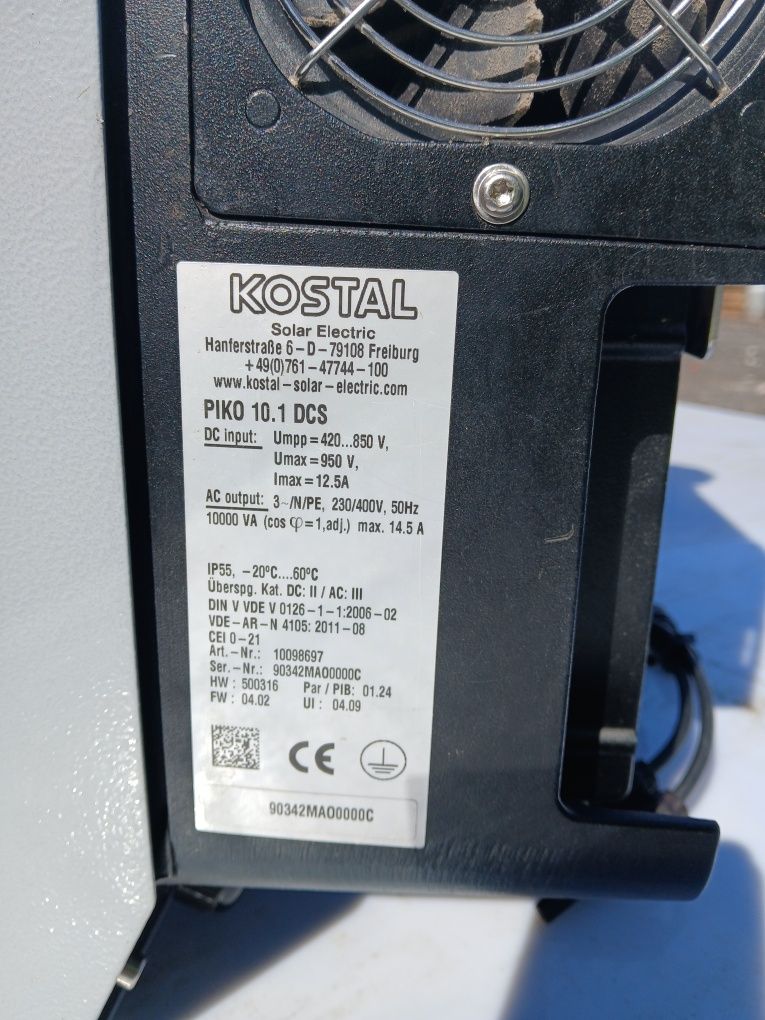 KOSTAL
Solar Electric
Hanferstraße 6-D-79108 Freiburg
+49(0)761-47744-100
www.kostal-solar-electric.com
PIKO 10.1 DCS
DC input: Umpp=420...850 V,
Umax=950 V,
Imax=12.5A
AC output: 3~/N/PE, 230/400V, 50Hz
10000 VA (cos φ=1,adj.) max. 14.5 A
IP55, -20°C....60°C
Überspg. Kat. DC: II / AC: III
DIN V VDE V 0126-1-1:2006-02
VDE-AR-N 4105: 2011-08
CEI 0-21
Art.-Nr.: 10098697
Ser.-Nr.: 90342MAO0000C
HW : 500316 Par / PIB: 01.24
FW : 04.02 UI : 04.09
CE
90342MAO0000C